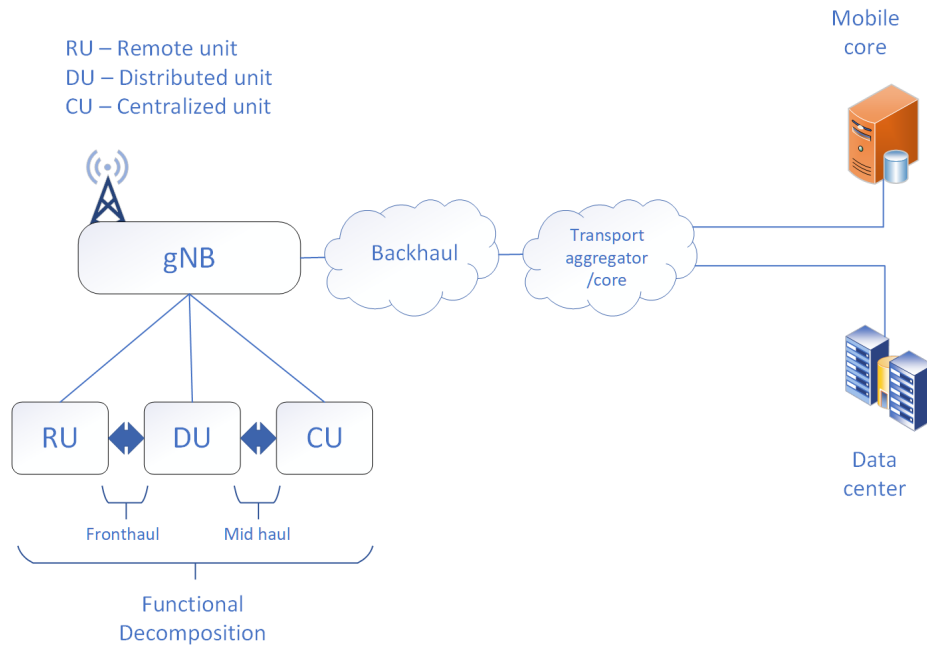 Mobile
core
RU – Remote unit
DU – Distributed unit
CU – Centralized unit
gNB
Backhaul
Transport
aggregator
/core
RU
DU
CU
Fronthaul
Mid haul
Data
center
Functional
Decomposition